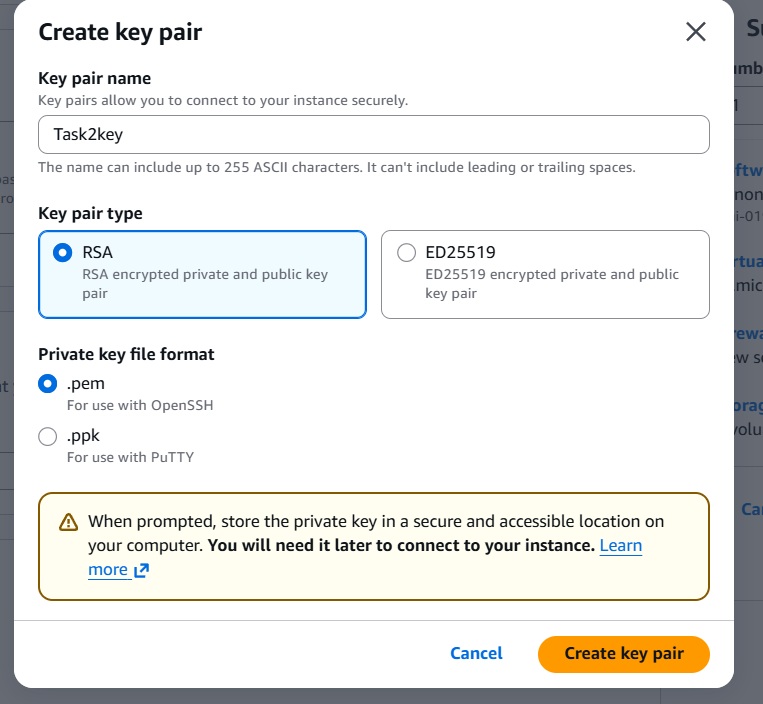 Create key pair
Key pair name
Key pairs allow you to connect to your instance securely.
Task2key
The name can include up to 255 ASCII characters. It can't include leading or trailing spaces.
Key pair type
RSA
RSA encrypted private and public key
pair
ED25519
ED25519 encrypted private and public
key pair
Private key file format
.pem
For use with OpenSSH
.ppk
For use with PuTTY
When prompted, store the private key in a secure and accessible location on
your computer. You will need it later to connect to your instance. Learn
more
Cancel
Create key pair